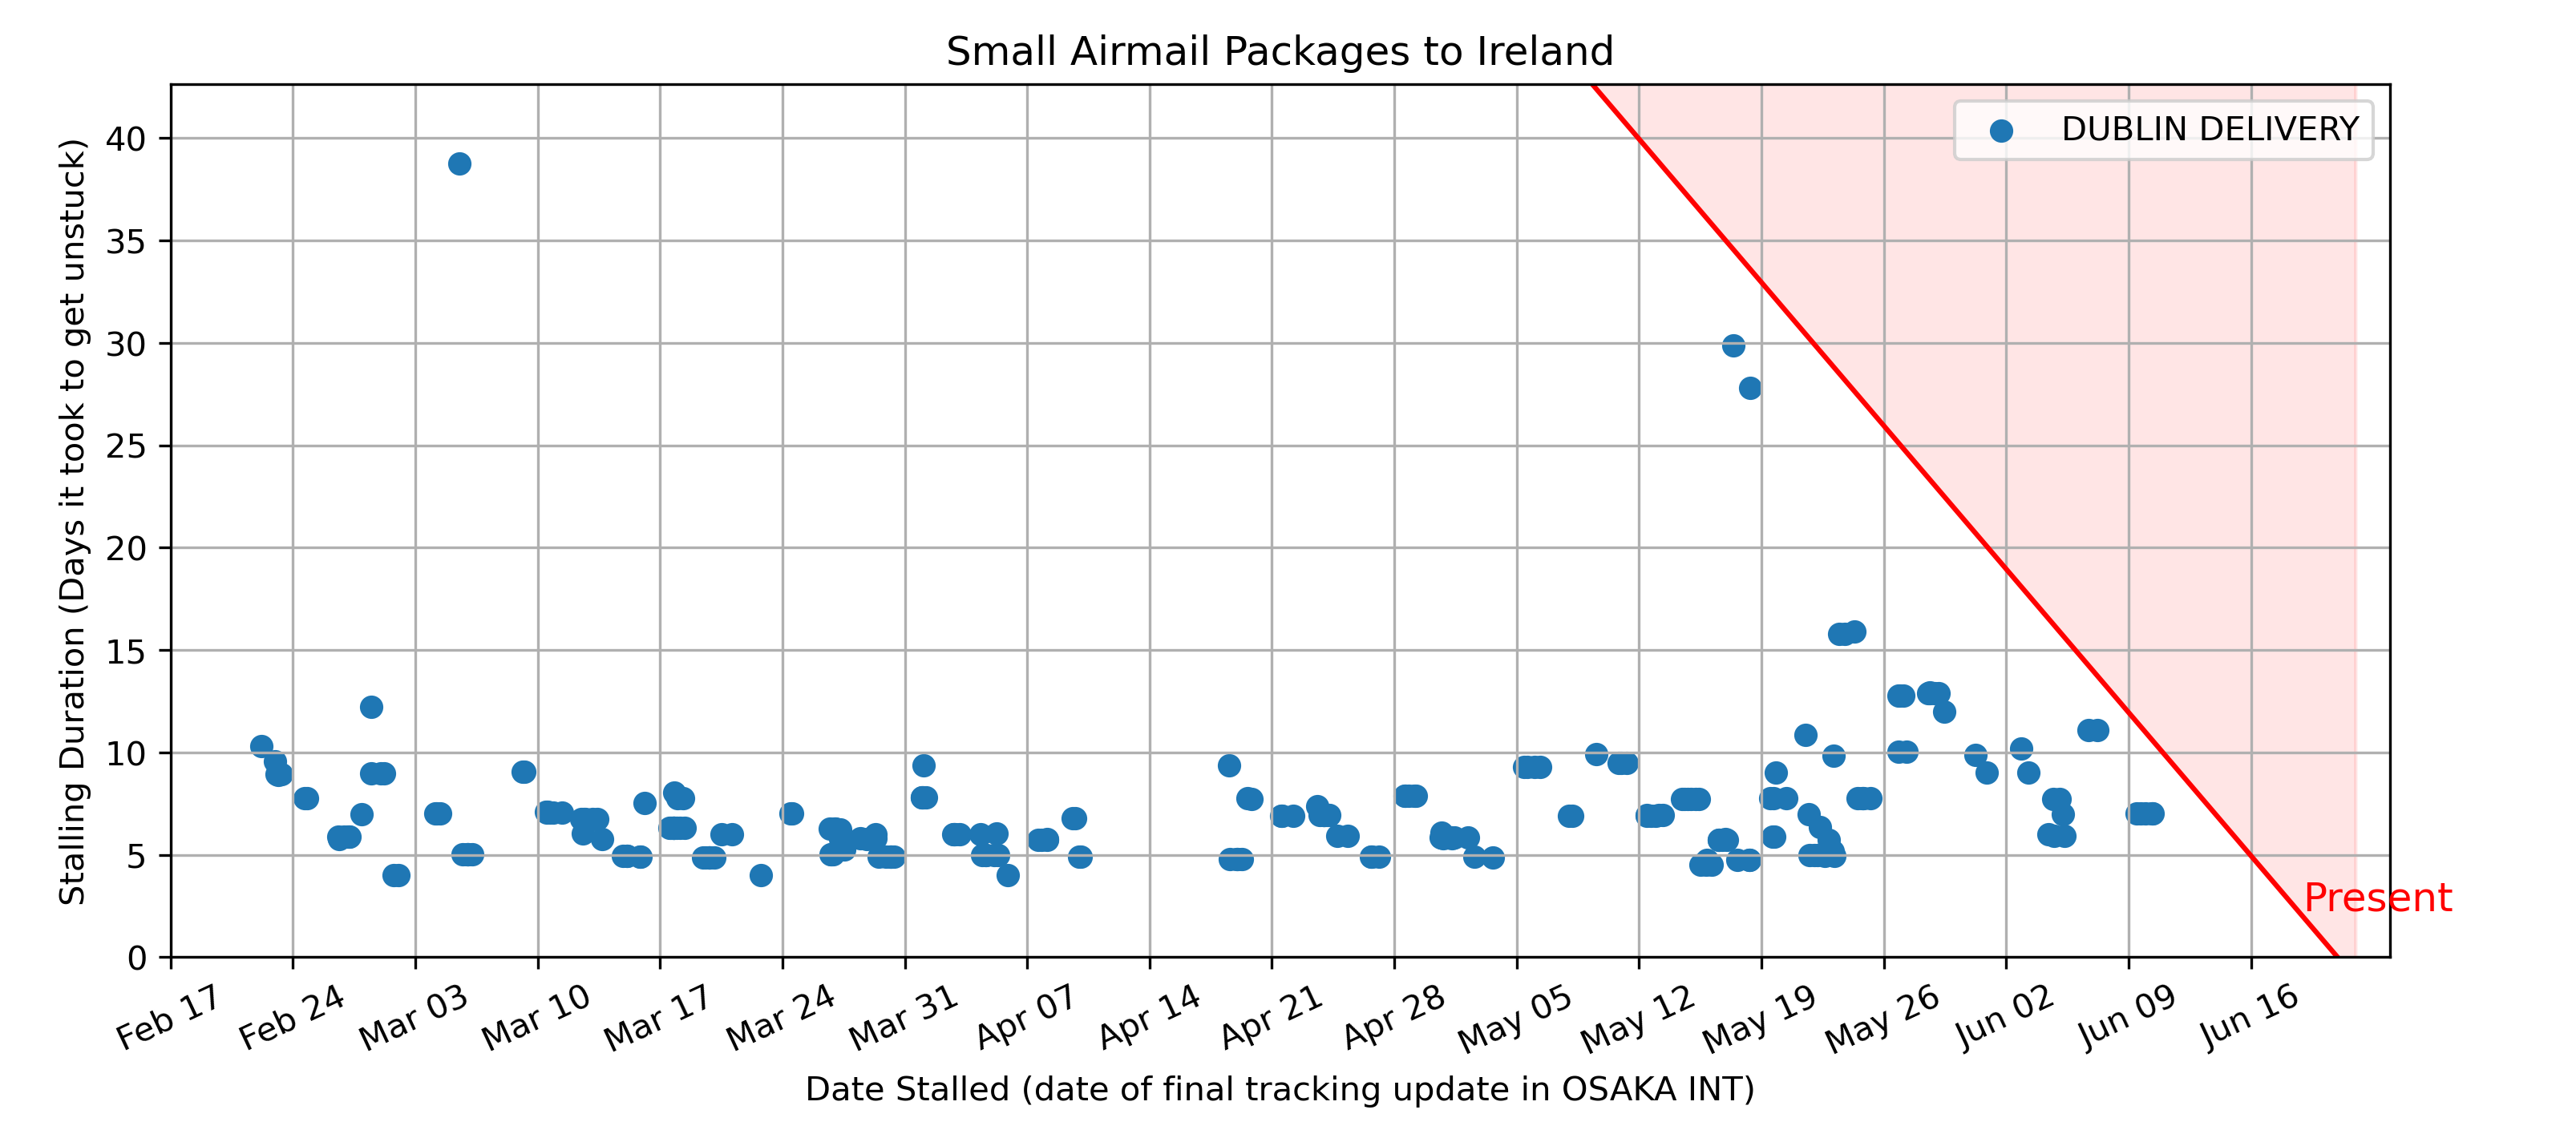 Small Airmail Packages to Ireland
DUBLIN DELIVERY
Stalling Duration (Days it took to get unstuck)
40
35
30
25
20
15
10
5
0
Present
Feb 17
Feb 24
Mar 03
Mar 10
Mar 17
Mar 24
Mar 31
Apr 07
Apr 14
Apr 21
Apr 28
May 05
May 12
May 19
May 26
Jun 02
Jun 09
Jun 16
Date Stalled (date of final tracking update in OSAKA INT)